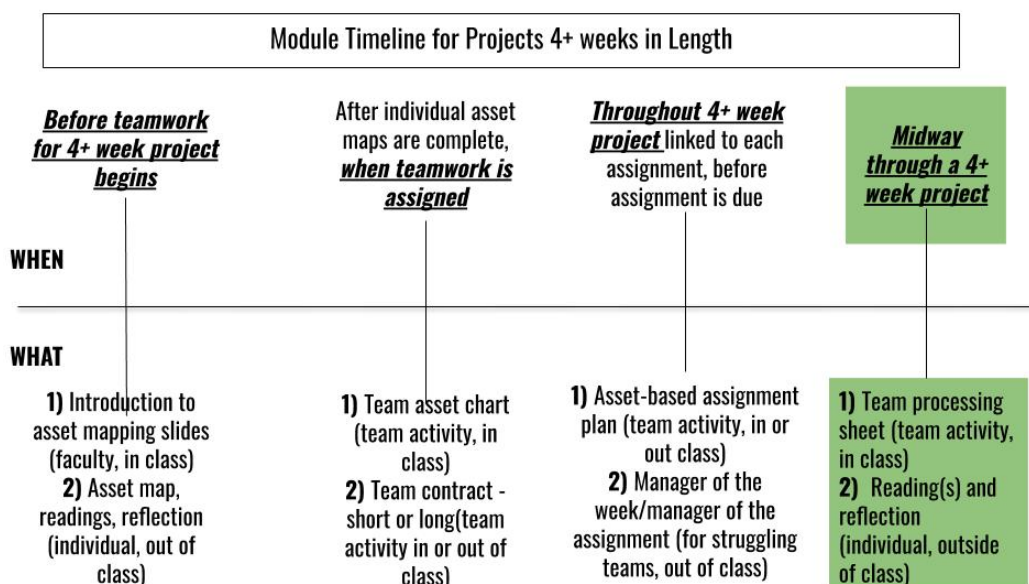 Module Timeline for Projects 4+ weeks in Length
Before teamwork
for 4+ week project
begins
After individual asset
maps are complete,
when teamwork is
assigned
Throughout 4+ week
project linked to each
assignment, before
assignment is due
Midway
through a 4+
week project
WHEN
WHAT
1) Introduction to
asset mapping slides
(faculty, in class)
2) Asset map,
readings, reflection
(individual, out of
class)
1) Team asset chart
(team activity, in
class)
2) Team contract -
short or long(team
activity in or out of
class)
1) Asset-based assignment
plan (team activity, in or
out class)
2) Manager of the
week/manager of the
assignment (for struggling
teams, out of class)
1) Team processing
sheet (team activity,
in class)
2) Reading(s) and
reflection
(individual, outside
of class)